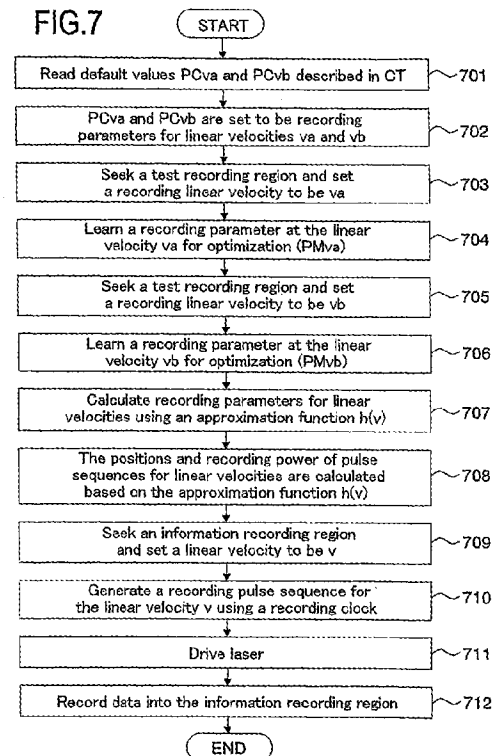 FIG.7
START
Read default values PCva and PCvb described in CT
701
PCva and PCvb are set to be recording
parameters for linear velocities va and vb
702
Seek a test recording region and set
a recording linear velocity to be va
703
Learn a recording parameter at the linear
velocity va for optimization (PMva)
704
Seek a test recording region and set
a recording linear velocity to be vb
705
Learn a recording parameter at the linear
velocity vb for optimization (PMvb)
706
Calculate recording parameters for linear
velocities using an approximation function h(v)
707
The positions and recording power of pulse
sequences for linear velocities are calculated
based on the approximation function h(v)
708
Seek an information recording region
and set a linear velocity to be v
709
Generate a recording pulse sequence for
the linear velocity v using a recording clock
710
Drive laser
711
Record data into the information recording region
712
END